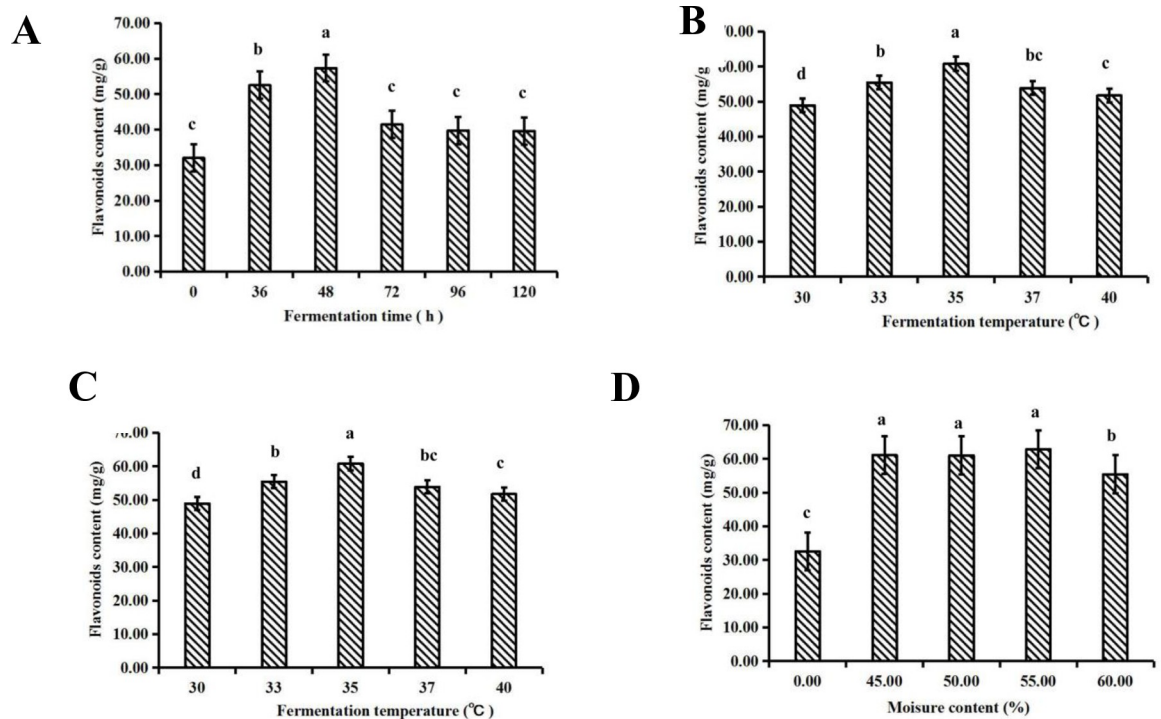 A
Flavonoids content (mg/g)
70.00
60.00
50.00
40.00
30.00
20.00
10.00
0.00
c
b
a
c
c
c
0 36 48 72 96 120
Fermentation time ( h )
B
Flavonoids content (mg/g
50.00
40.00
30.00
20.00
10.00
0.00
d
b
a
bc
c
30 33 35 37 40
Fermentation temperature (℃ )
C
Flavonoids content (mg/g)
60.00
50.00
40.00
30.00
20.00
10.00
0.00
d
b
a
bc
c
30 33 35 37 40
Fermentation temperature (℃ )
D
Flavonoids content (mg/g)
70.00
60.00
50.00
40.00
30.00
20.00
10.00
0.00
c
a
a
a
b
0.00 45.00 50.00 55.00 60.00
Moisure content (%)